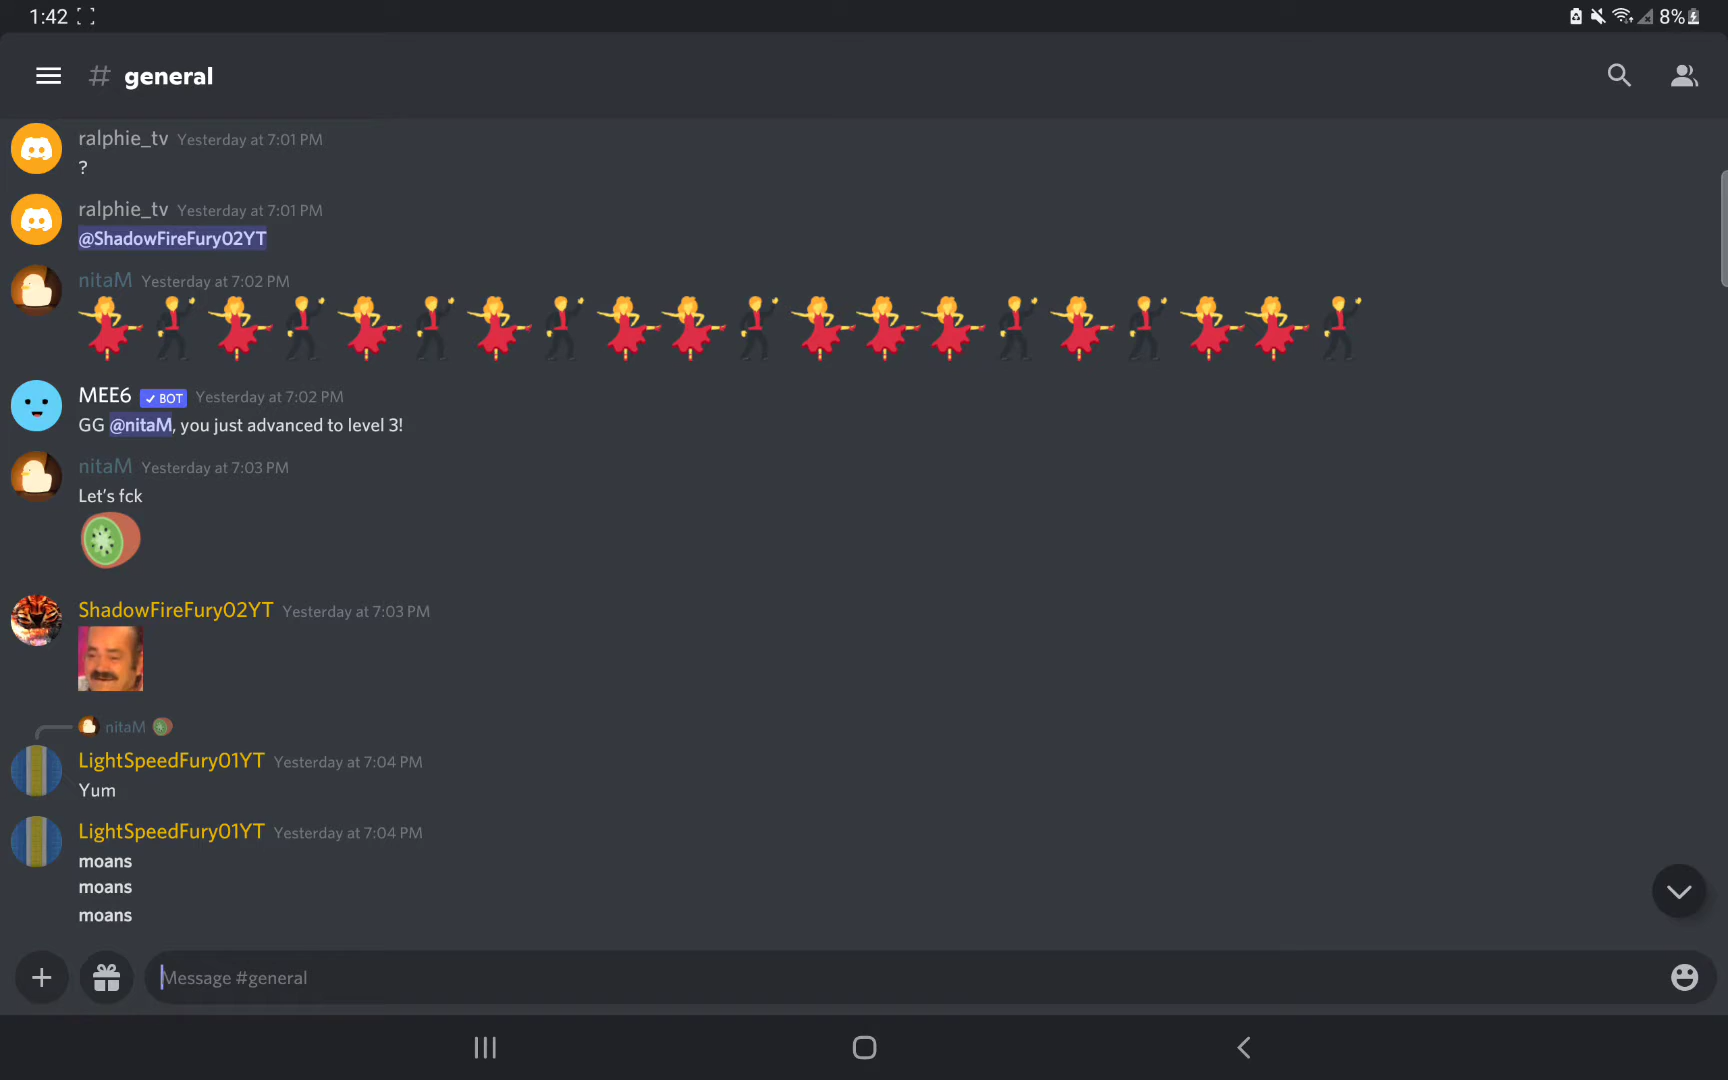 1:42
8%
# general
ralphie_tv Yesterday at 7:01 PM
?
ralphie_tv Yesterday at 7:01 PM
@ShadowFireFury02YT
nitaM Yesterday at 7:02 PM
MEE6 ✓ BOT Yesterday at 7:02 PM
GG @nitaM, you just advanced to level 3!
nitaM Yesterday at 7:03 PM
Let’s fck
ShadowFireFury02YT Yesterday at 7:03 PM
nitaM
LightSpeedFury01YT Yesterday at 7:04 PM
Yum
LightSpeedFury01YT Yesterday at 7:04 PM
moans
moans
moans
Message #general